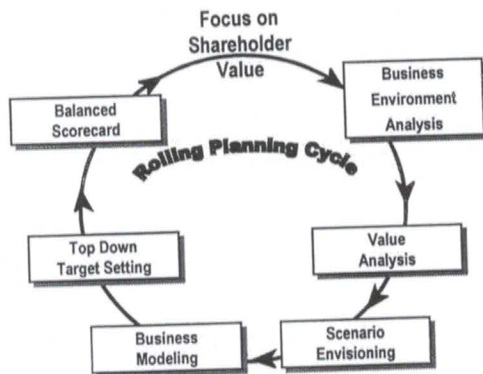 Focus on
Shareholder
Value
Business
Environment
Analysis
Balanced
Scorecard
Rolling Planning Cycle
Value
Analysis
Top Down
Target Setting
Scenario
Envisioning
Business
Modeling